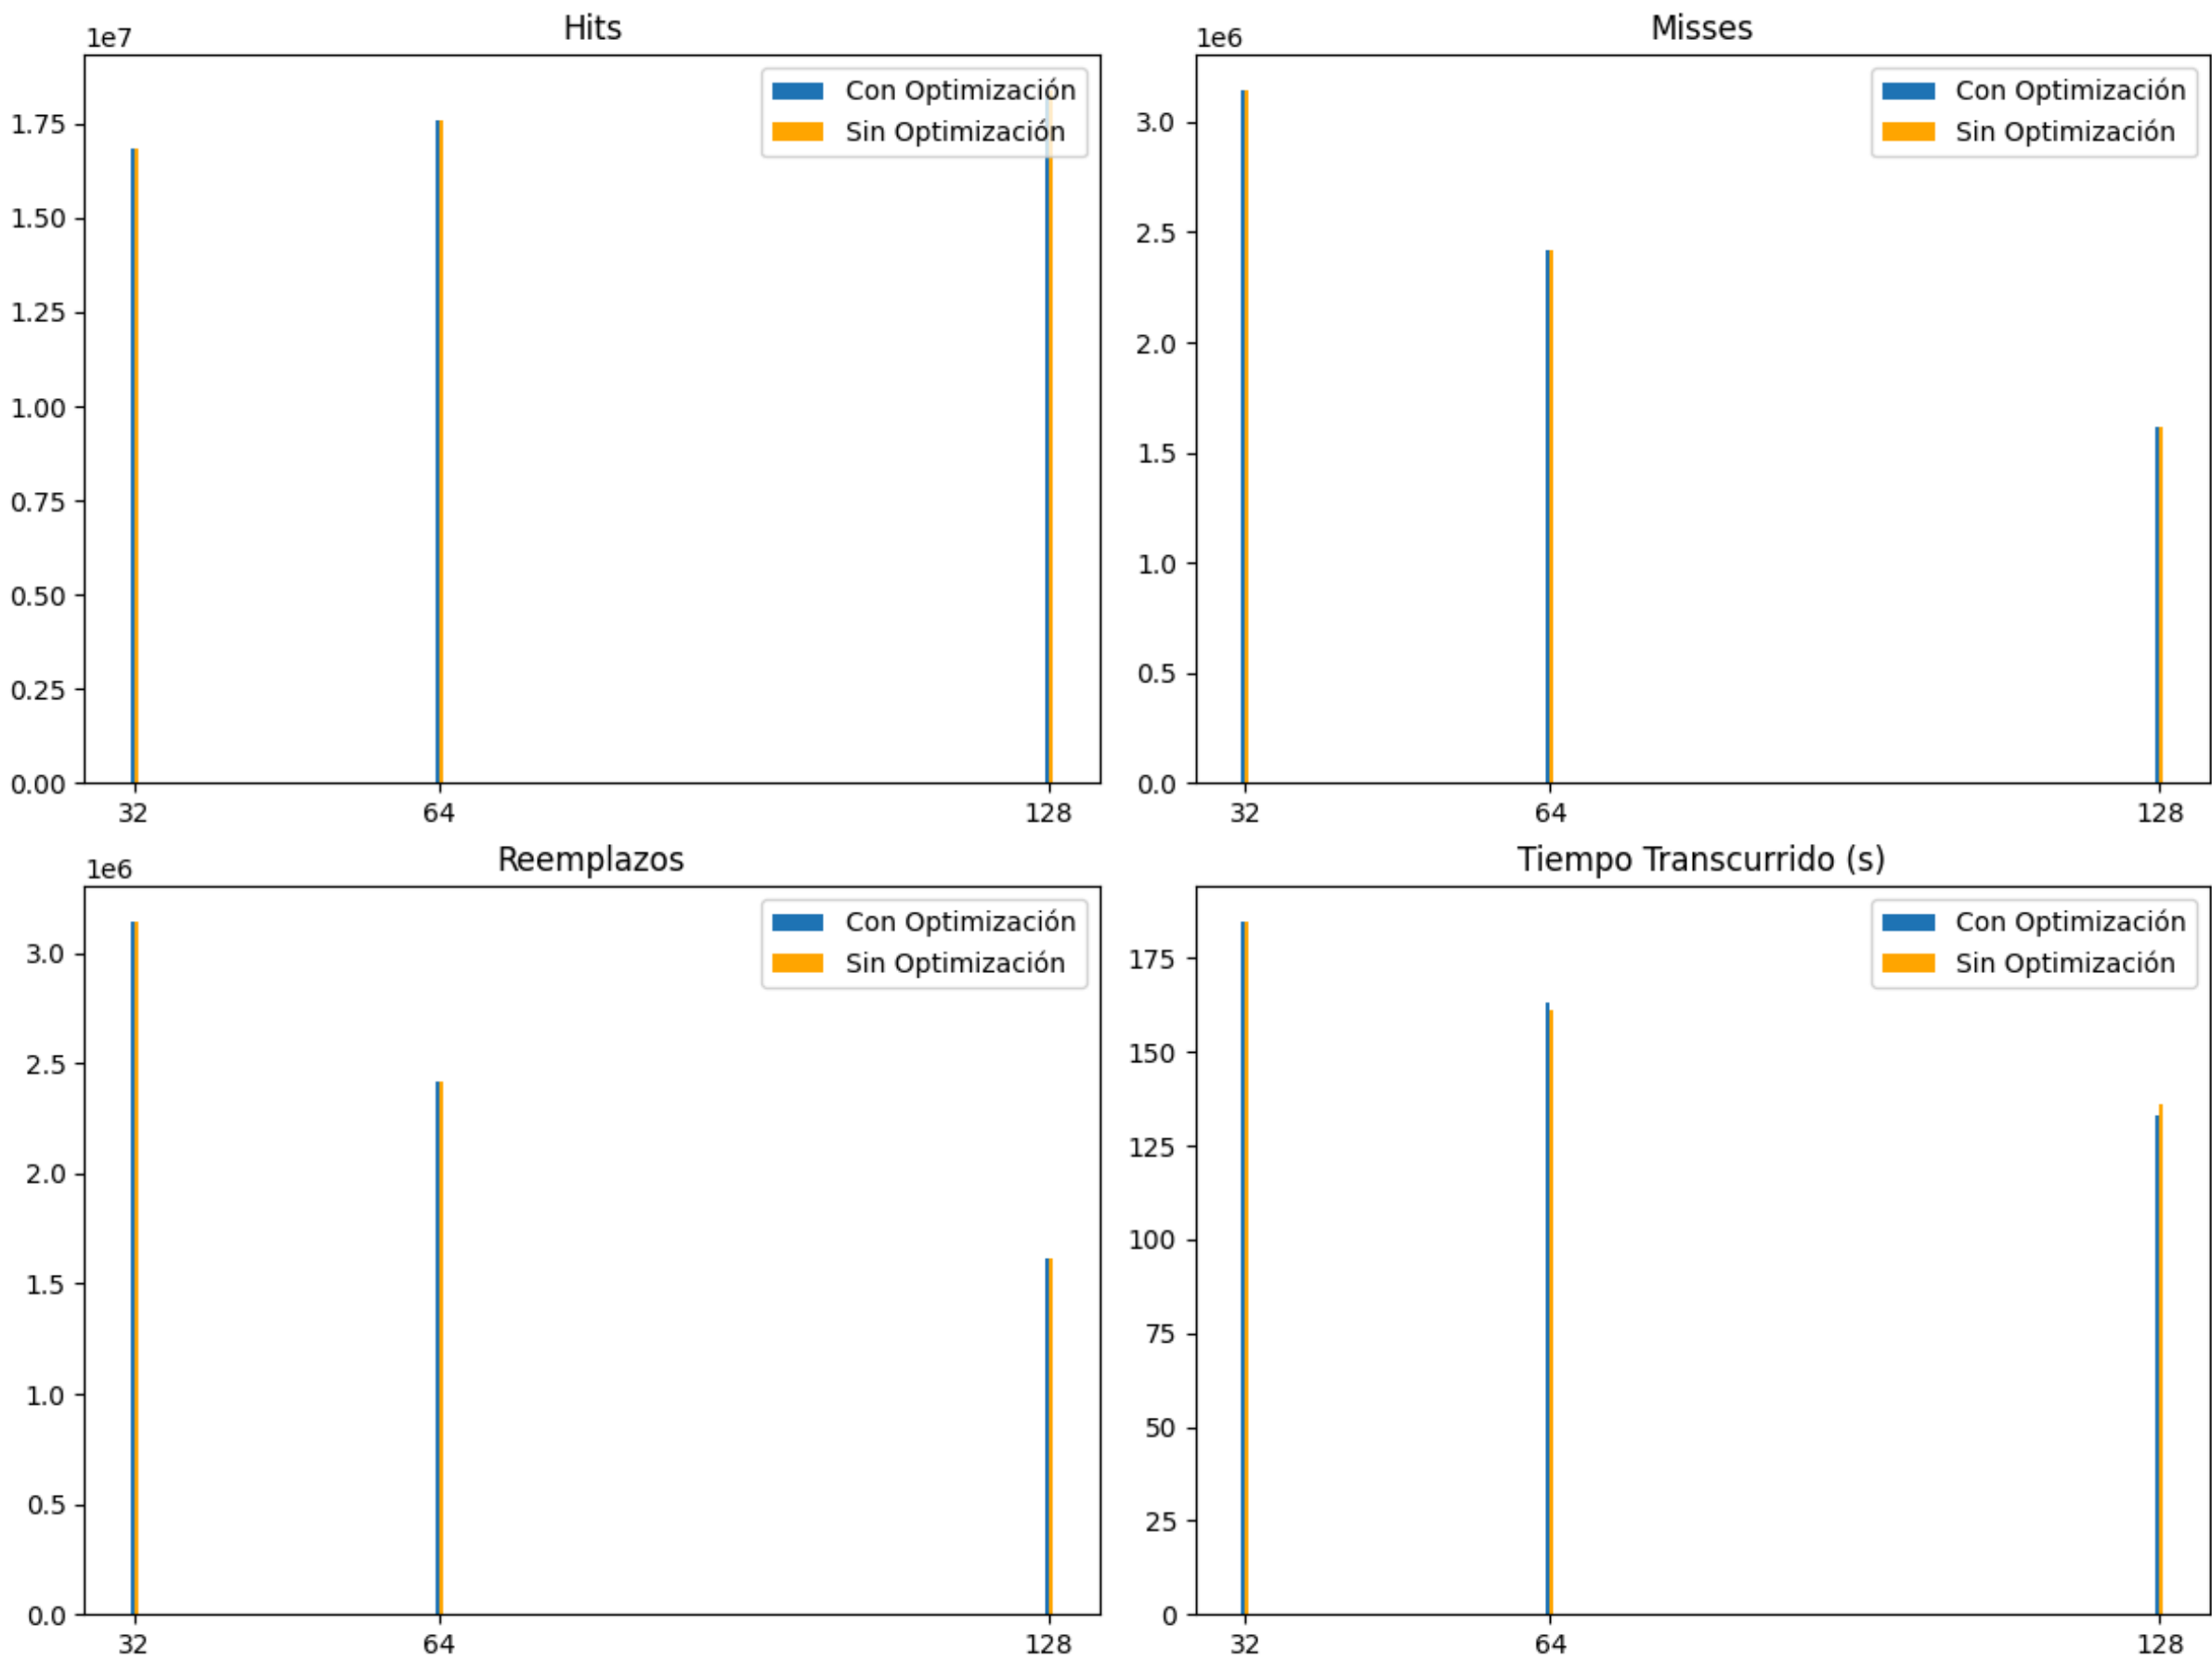 Hits
1e7
Con Optimización
Sin Optimización
1.75
1.50
1.25
1.00
0.75
0.50
0.25
0.00
32 64 128
Misses
1e6
Con Optimización
Sin Optimización
3.0
2.5
2.0
1.5
1.0
0.5
0.0
32 64 128
Reemplazos
1e6
Con Optimización
Sin Optimización
3.0
2.5
2.0
1.5
1.0
0.5
0.0
32 64 128
Tiempo Transcurrido (s)
Con Optimización
Sin Optimización
175
150
125
100
75
50
25
0
32 64 128